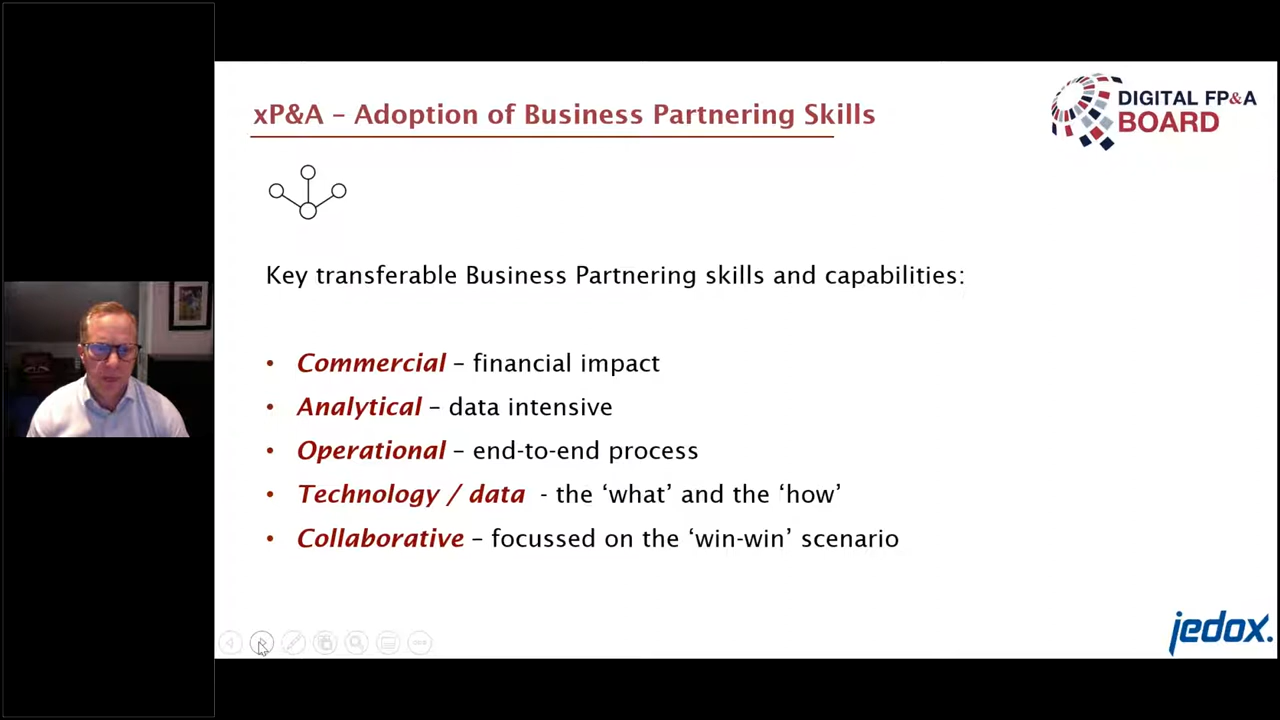 xP&A – Adoption of Business Partnering Skills
DIGITAL FP&A
BOARD
Key transferable Business Partnering skills and capabilities:
• Commercial – financial impact
• Analytical – data intensive
• Operational – end-to-end process
• Technology / data - the ‘what’ and the ‘how’
• Collaborative – focussed on the ‘win-win’ scenario
jedox.